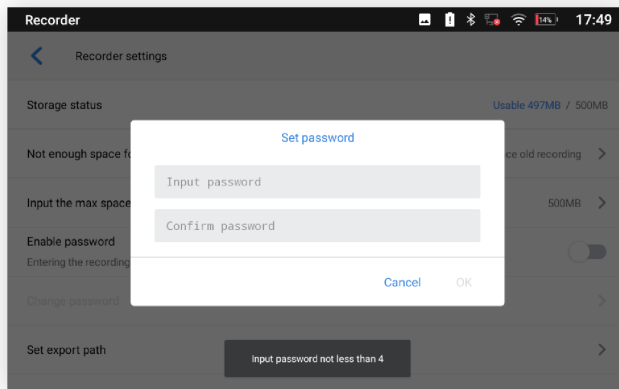 Recorder
14%
17:49
Recorder settings
Storage status
Usable 497MB / 500MB
Set password
Not enough space fo
ce old recording
Input password
Input the max space
500MB
Confirm password
Enable password
Entering the recording
Cancel
OK
Change password
Set export path
Input password not less than 4